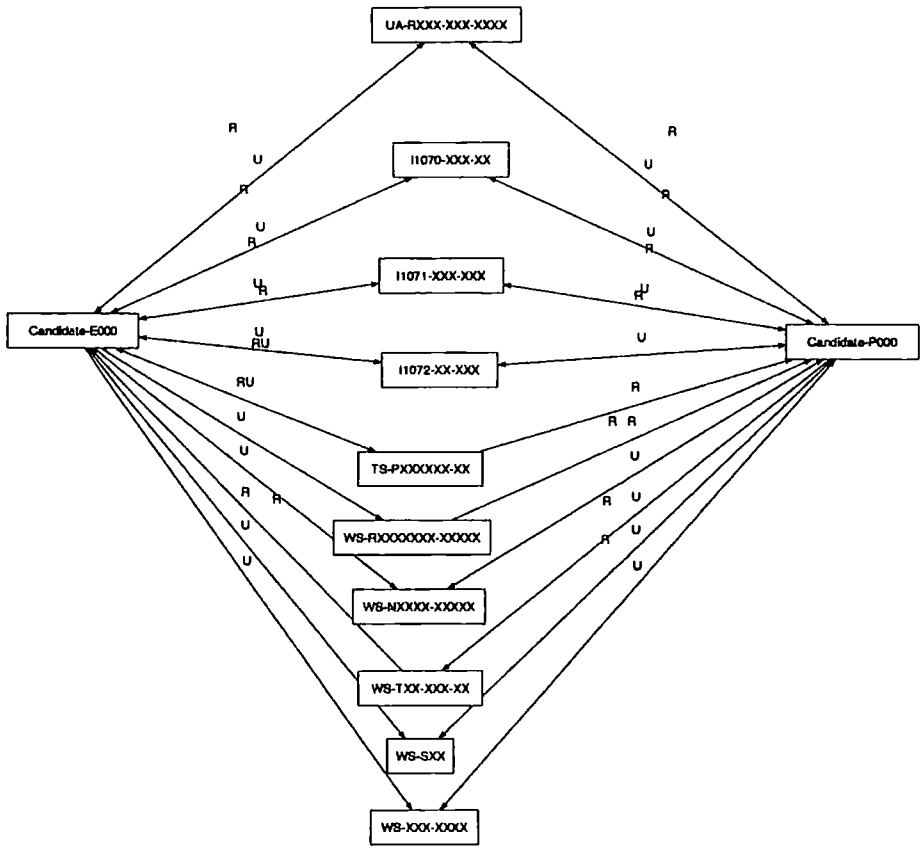 UA-RXXX-XXX-XXXX
R
R
U
U
I1070-XXX-XX
R
R
U
U
R
R
I1071-XXX-XXX
U
R
U
R
Candidate-E000
U
RU
U
Candidate-P000
I1072-XX-XXX
RU
R
U
R R
U
U
TS-PXXXXXX-XX
R
R
U
R
WS-RXXXXXXX-XXXXX
U
U
R
U
U
WS-NXXXX-XXXXX
WS-TXX-XXX-XX
WS-SXX
WS-XXX-XXXX